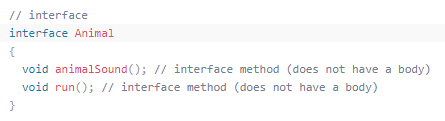 // interface
interface Animal
{
  void animalSound(); // interface method (does not have a body)
  void run(); // interface method (does not have a body)
}